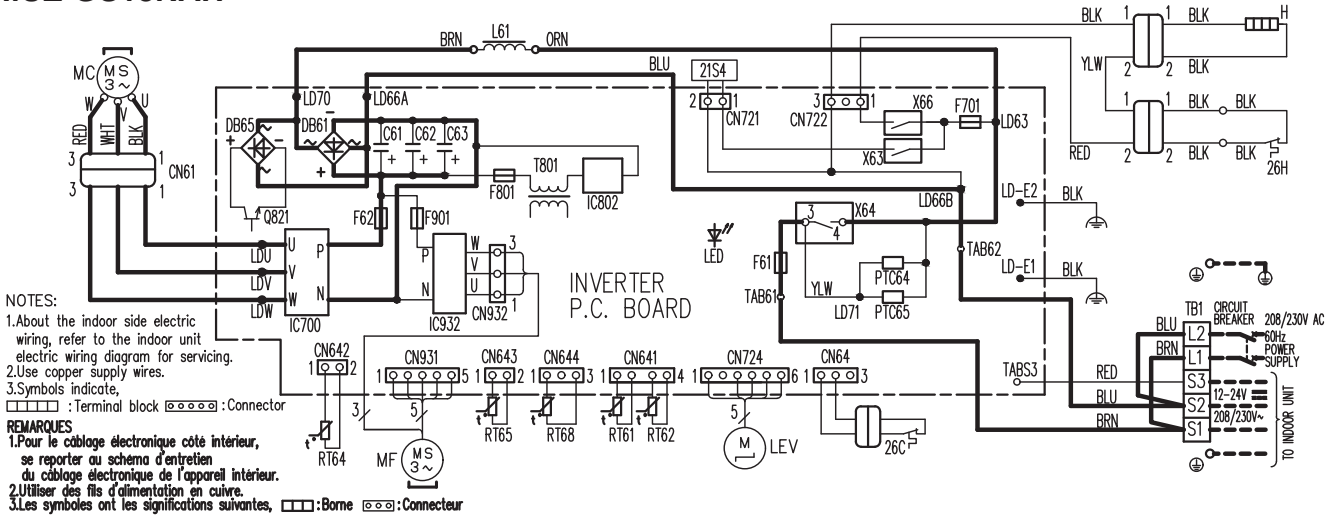 BRN
L61
ORN
BLU
21S4
2
1
CN721
3
1
CN722
X66
X63
F701
LD63
BLK
1
1
BLK
H
YLW
2
2
BLK
1
1
BLK
BLK
RED
2
2
BLK
BLK
26H
MC
MS
3~
W
V
U
RED
WHT
BLK
3
1
CN61
3
1
LD70
LD66A
DB65
DB61
C61
C62
C63
Q821
F801
T801
IC802
F62
F901
LDU
LDV
LDW
U
V
W
P
N
IC700
P
N
W
V
U
IC932
3
1
CN932
INVERTER
P.C. BOARD
LED
F61
TAB61
3
4
X64
YLW
LD71
PTC64
PTC65
LD66B
TAB62
LD-E2
BLK
LD-E1
BLK
TAB1
TABS3
RED
BLU
BRN
BLU
BRN
TB1
L2
L1
S3
S2
S1
CIRCUIT
BREAKER
208/230V AC
60Hz
POWER
SUPPLY
12-24V
208/230V~
TO INDOOR UNIT
NOTES:
1.About the indoor side electric
wiring, refer to the indoor unit
electric wiring diagram for servicing.
2.Use copper supply wires.
3.Symbols indicate,
: Terminal block
: Connector
REMARQUES
1.Pour le câblage électronique côté intérieur,
se reporter au schéma d'entretien
du câblage électronique de l'appareil intérieur.
2.Utiliser des fils d'alimentation en cuivre.
3.Les symboles ont les significations suivantes,
:Borne
:Connecteur
CN642
1
2
t°
RT64
CN931
1
5
3
5
MF
MS
3~
CN643
1
2
t°
RT65
CN644
1
3
t°
RT68
CN641
1
4
t°
RT61
t°
RT62
CN724
1
6
5
M
LEV
CN64
1
3
26C